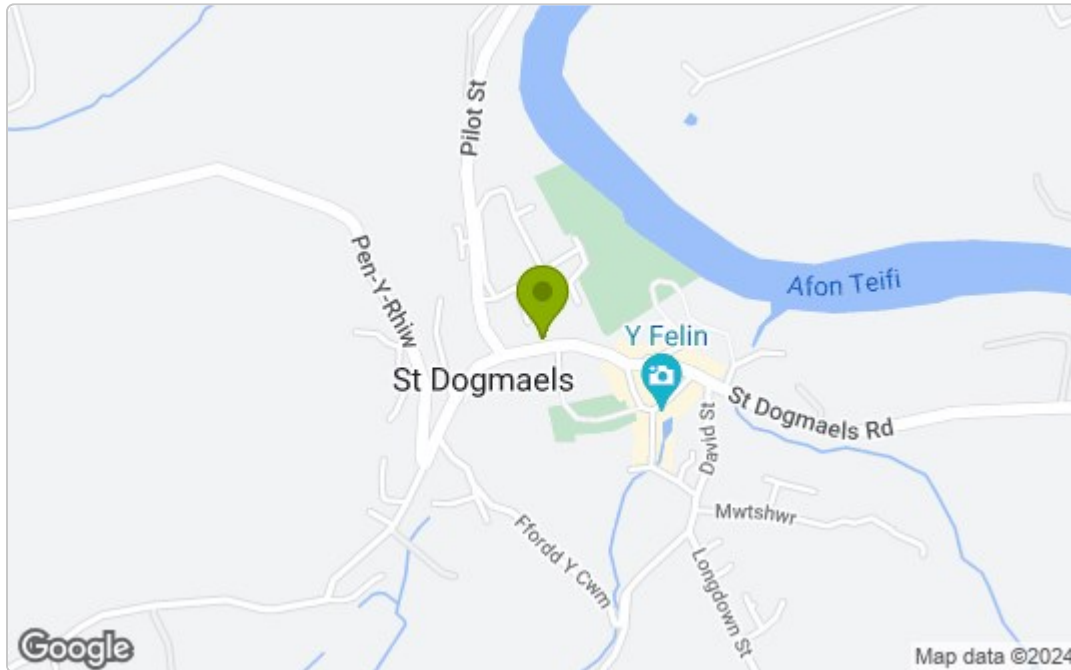 Pilot St
Pen-Y-Rhiw
Afon Teifi
Y Felin
St Dogmaels
St Dogmaels Rd
David St
Mwtshwr
Ffordd Y Cwm
Longdown St
Google
Map data ©2024